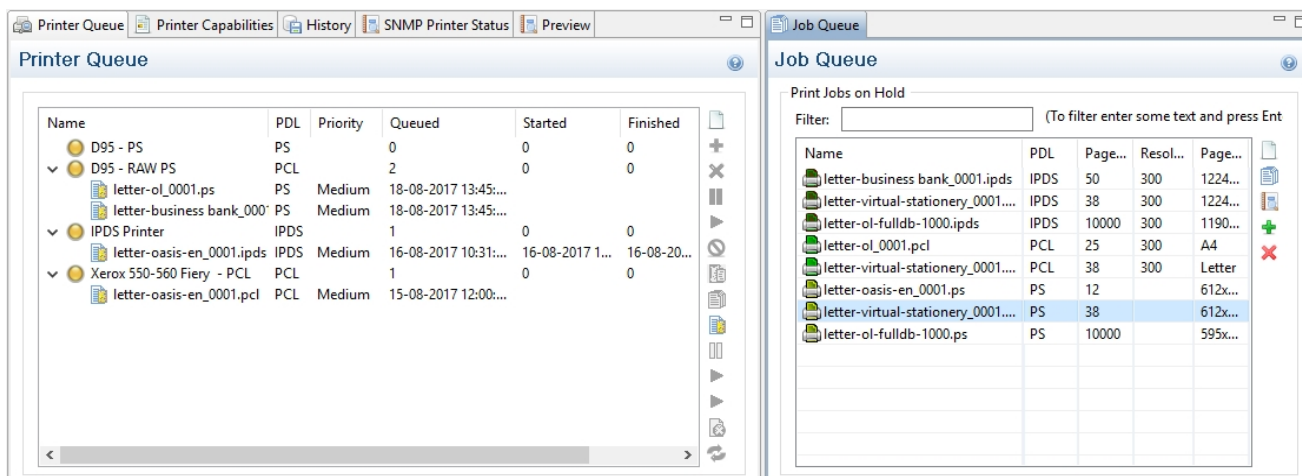 Printer Queue Printer Capabilities History SNMP Printer Status Preview
Printer Queue
Name PDL Priority Queued Started Finished
D95 - PS PS 0 0 0
D95 - RAW PS PCL 2 0 0
letter-ol_0001.ps PS Medium 18-08-2017 13:45:...
letter-business bank_000 PS Medium 18-08-2017 13:45:...
IPDS Printer IPDS 1 0 0
letter-oasis-en_0001.ipds IPDS Medium 16-08-2017 10:31:... 16-08-2017 1... 16-08-20...
Xerox 550-560 Fiery - PCL PCL 1 0 0
letter-oasis-en_0001.pcl PCL Medium 15-08-2017 12:00:...
Job Queue
Job Queue
Print Jobs on Hold
Filter: (To filter enter some text and press Ent
Name PDL Page... Resol... Page...
letter-business bank_0001.ipds IPDS 50 300 1224...
letter-virtual-stationery_0001.... IPDS 38 300 1224...
letter-ol-fulldb-1000.ipds IPDS 10000 300 1190...
letter-ol_0001.pcl PCL 25 300 A4
letter-virtual-stationery_0001.... PCL 38 300 Letter
letter-oasis-en_0001.ps PS 12 612x...
letter-virtual-stationery_0001.... PS 38 612x...
letter-ol-fulldb-1000.ps PS 10000 595x...